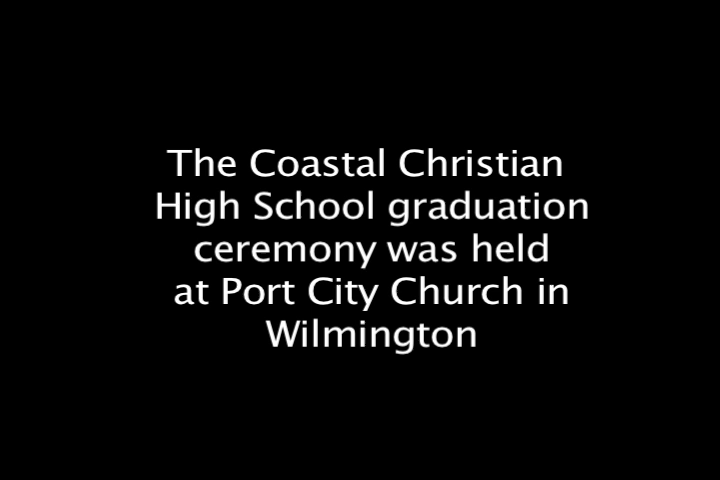 The Coastal Christian
High School graduation
ceremony was held
at Port City Church in
Wilmington